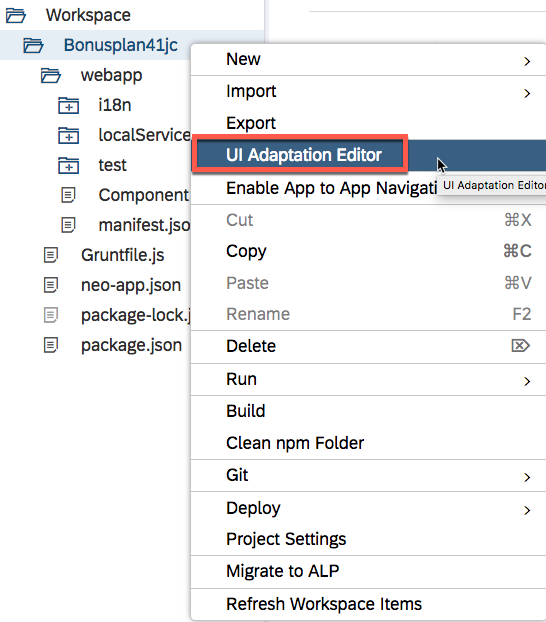 Workspace
Bonusplan41jc
webapp
i18n
localService
test
Component
manifest.jso
Gruntfile.js
neo-app.json
package-lock.j
package.json
New
Import
Export
UI Adaptation Editor
Enable App to App Navigati
UI Adaptation Editor
Cut ⌘X
Copy ⌘C
Paste ⌘V
Rename F2
Delete ⌦
Run
Build
Clean npm Folder
Git
Deploy
Project Settings
Migrate to ALP
Refresh Workspace Items